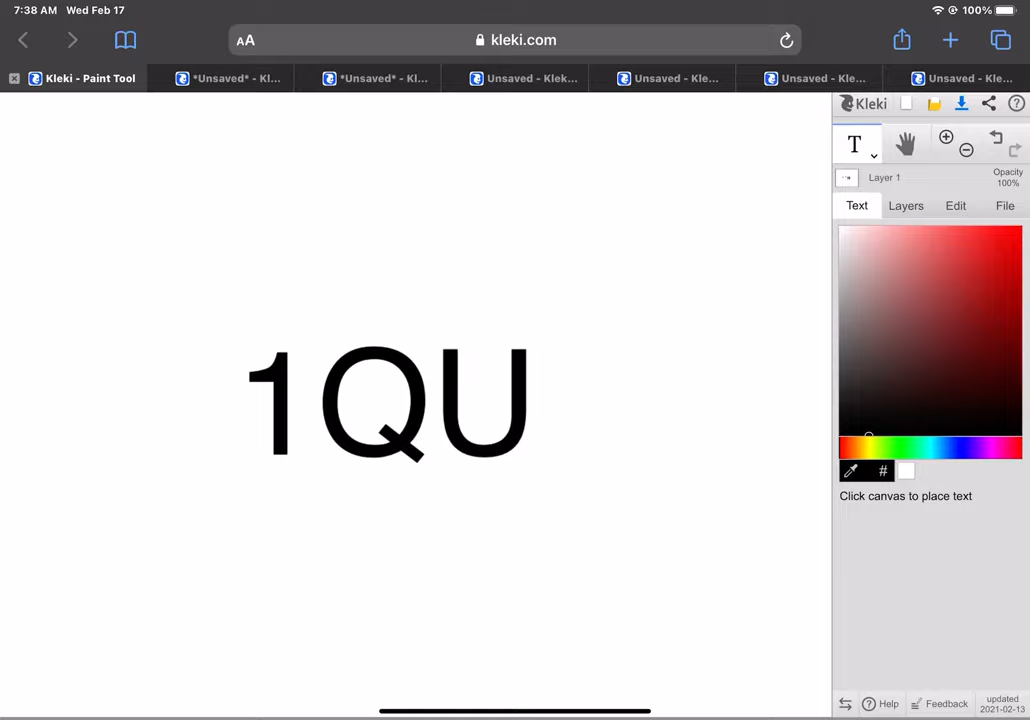 7:38 AM Wed Feb 17 100%
AA kleki.com
Kleki - Paint Tool *Unsaved* - Kl... *Unsaved* - Kl... Unsaved - Klek... Unsaved - Kle... Unsaved - Kle... Unsaved - Kle...
Kleki ?
T
Layer 1 Opacity 100%
Text Layers Edit File
1QU
#
Click canvas to place text
? Help Feedback updated 2021-02-13